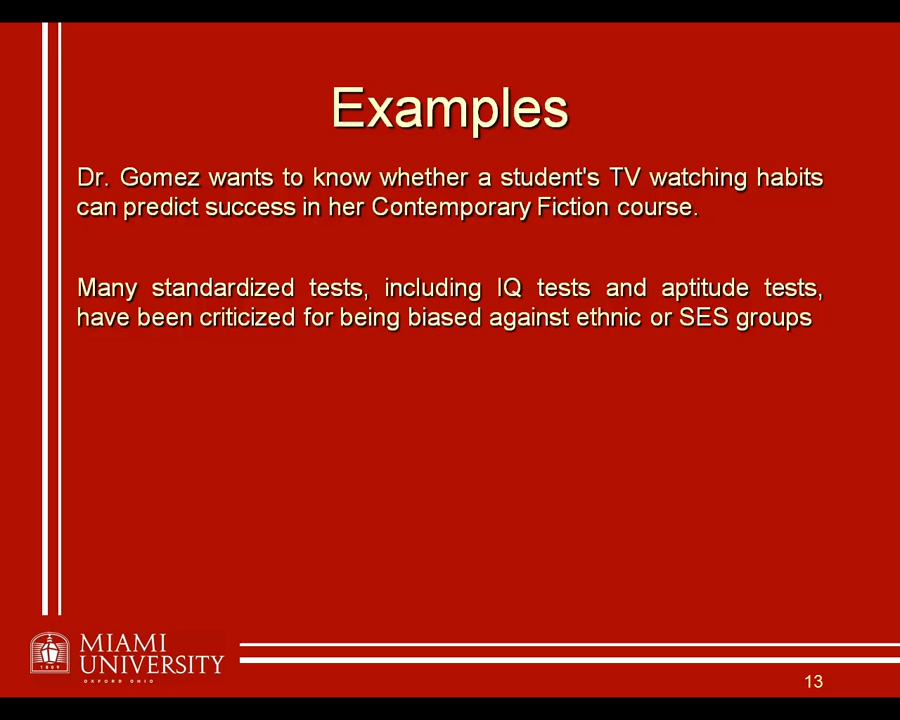 Examples
Dr. Gomez wants to know whether a student's TV watching habits
can predict success in her Contemporary Fiction course.
Many standardized tests, including IQ tests and aptitude tests,
have been criticized for being biased against ethnic or SES groups
1809
MIAMI
UNIVERSITY
OXFORD OHIO
13